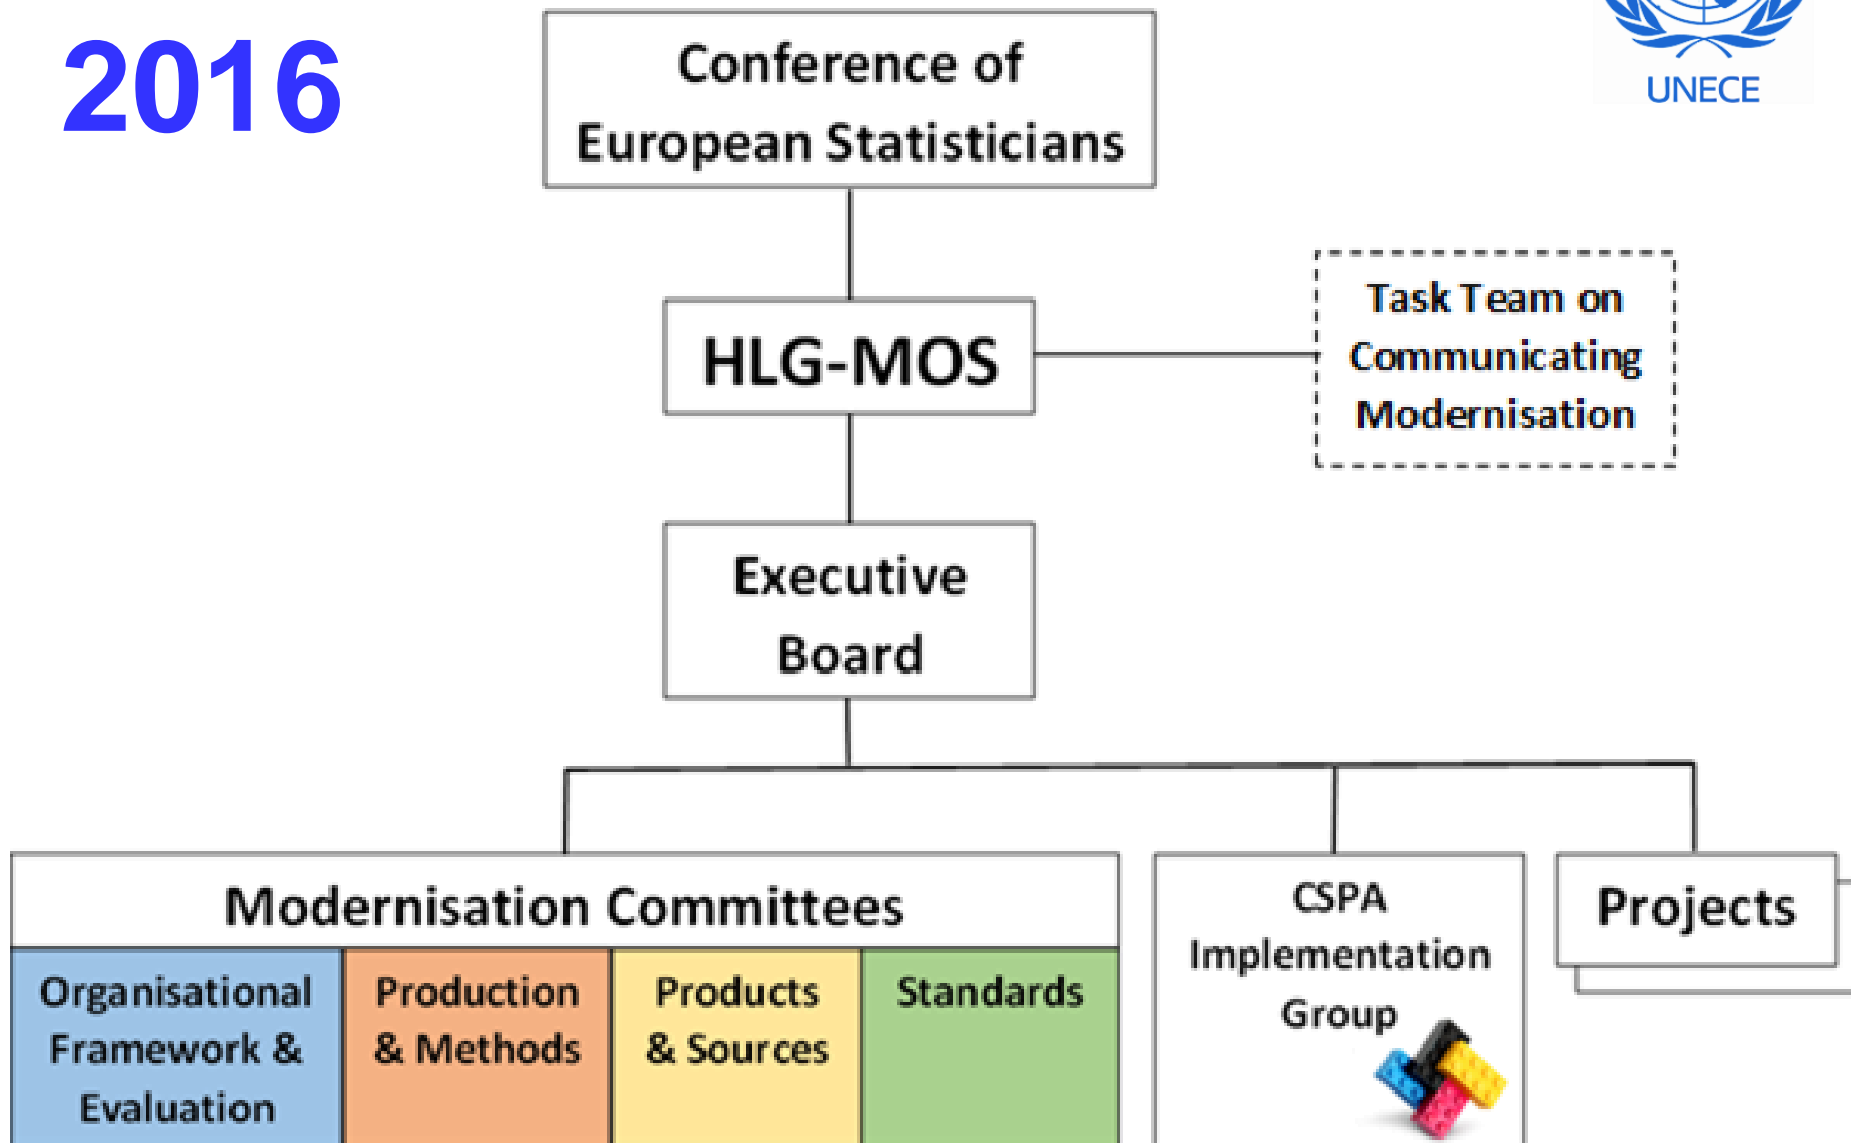 2016
Conference of
European Statisticians
UNECE
HLG-MOS
Task Team on
Communicating
Modernisation
Executive
Board
Modernisation Committees
Organisational
Framework &
Evaluation
Production
& Methods
Products
& Sources
Standards
CSPA
Implementation
Group
Projects